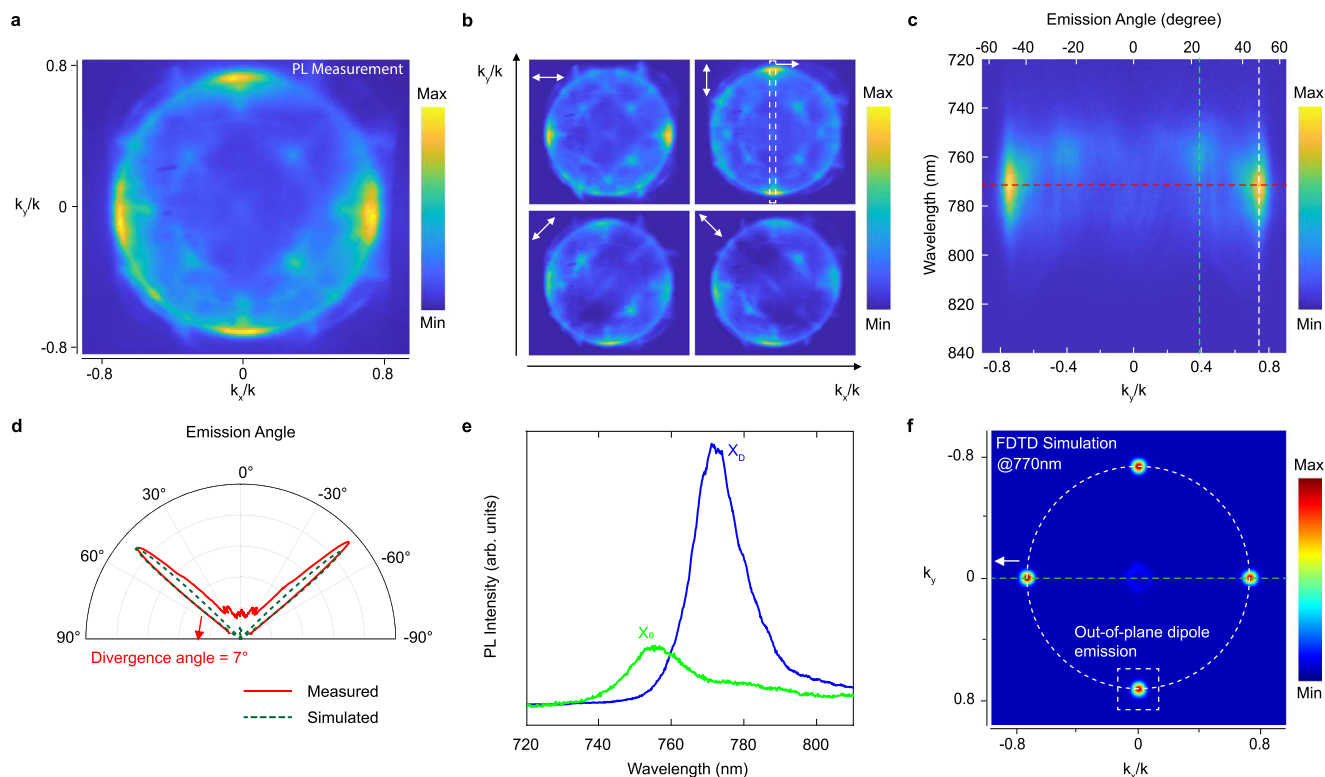 a
PL Measurement
0.8
0
-0.8
k_y/k
-0.8
0
0.8
k_x/k
Max
Min
b
k_y/k
k_x/k
Max
Min
c
Emission Angle (degree)
-60
-40
-20
0
20
40
60
720
740
760
780
800
820
840
Wavelength (nm)
-0.8
-0.4
0
0.4
0.8
k_y/k
Max
Min
d
Emission Angle
0°
30°
-30°
60°
-60°
90°
-90°
Divergence angle = 7°
Measured
Simulated
e
PL Intensity (arb. units)
X_D
X_0
720
740
760
780
800
Wavelength (nm)
f
FDTD Simulation
@770nm
-0.8
k_y
0
0.8
Out-of-plane dipole
emission
-0.8
0
0.8
k_x/k
Max
Min